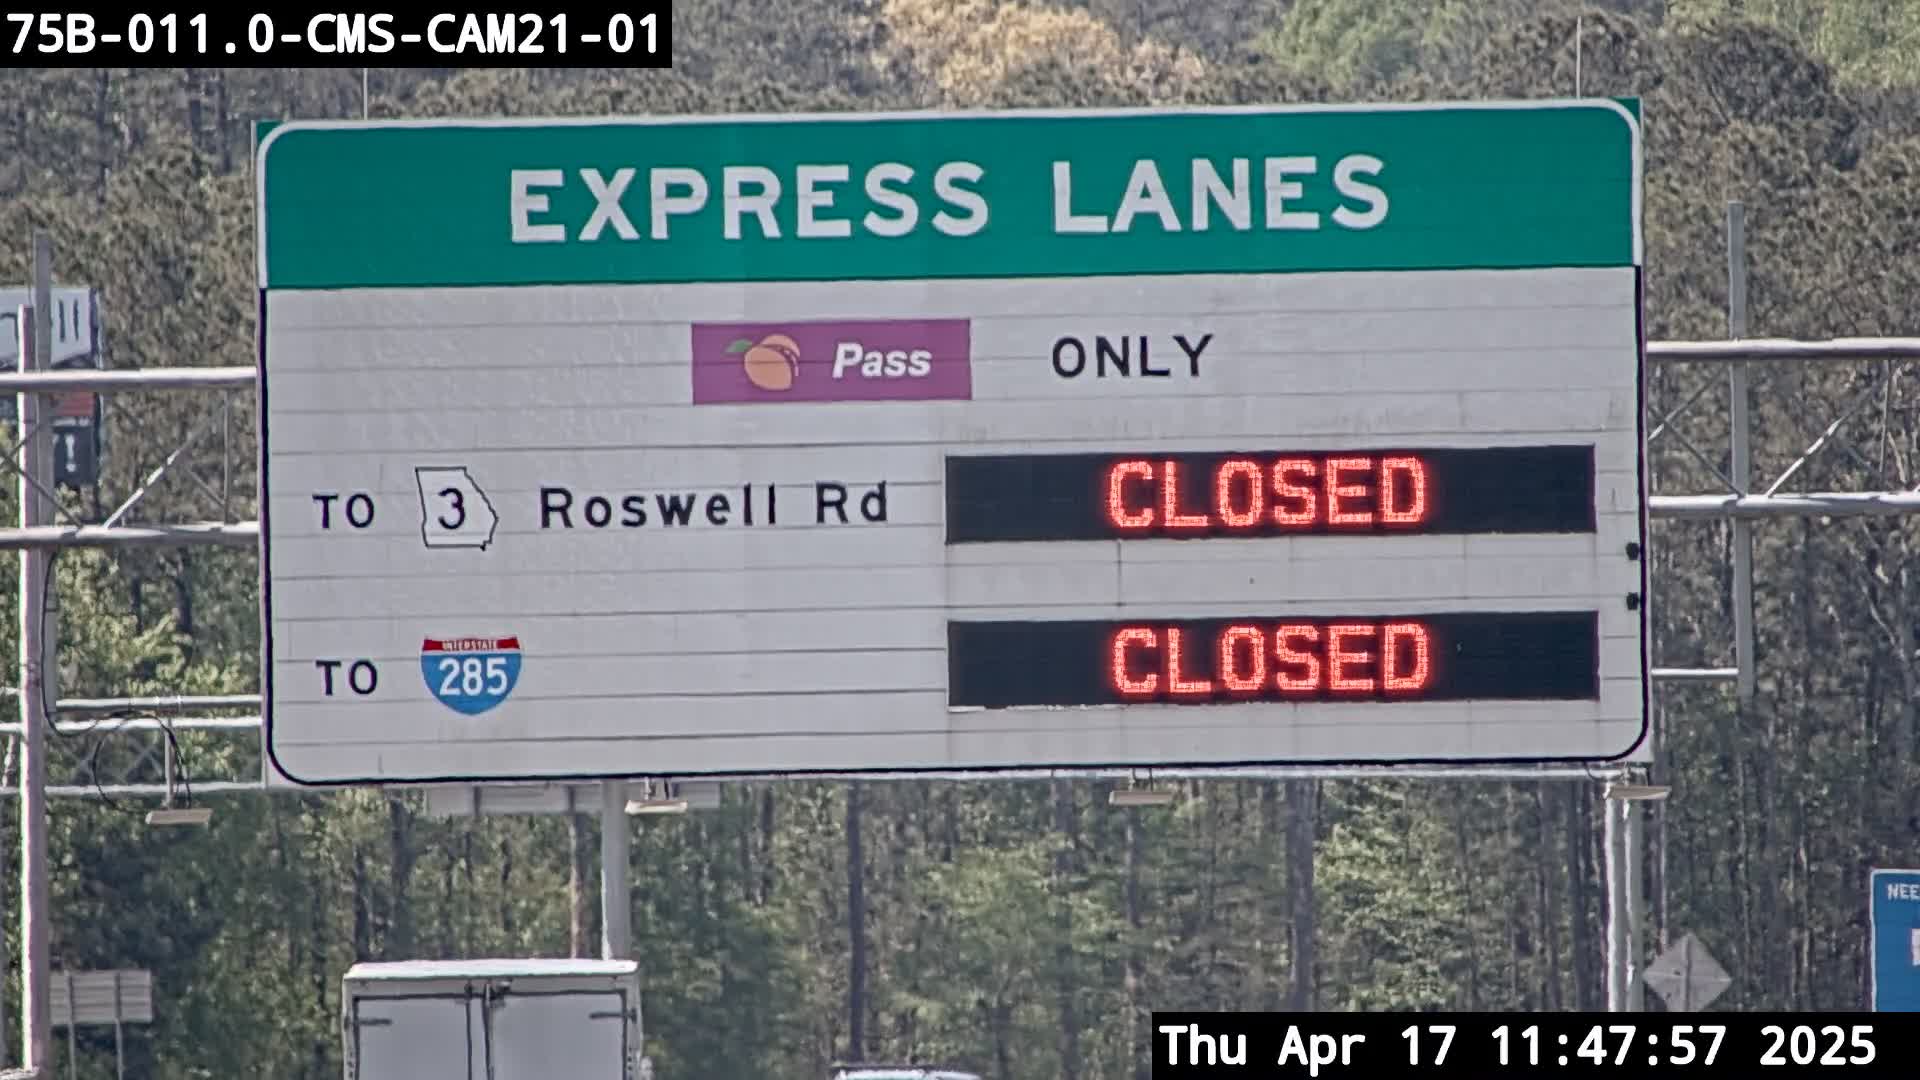 75B-011.0-CMS-CAM21-01
EXPRESS LANES
Pass ONLY
TO 3 Roswell Rd CLOSED
INTERSTATE
TO 285 CLOSED
Thu Apr 17 11:47:57 2025